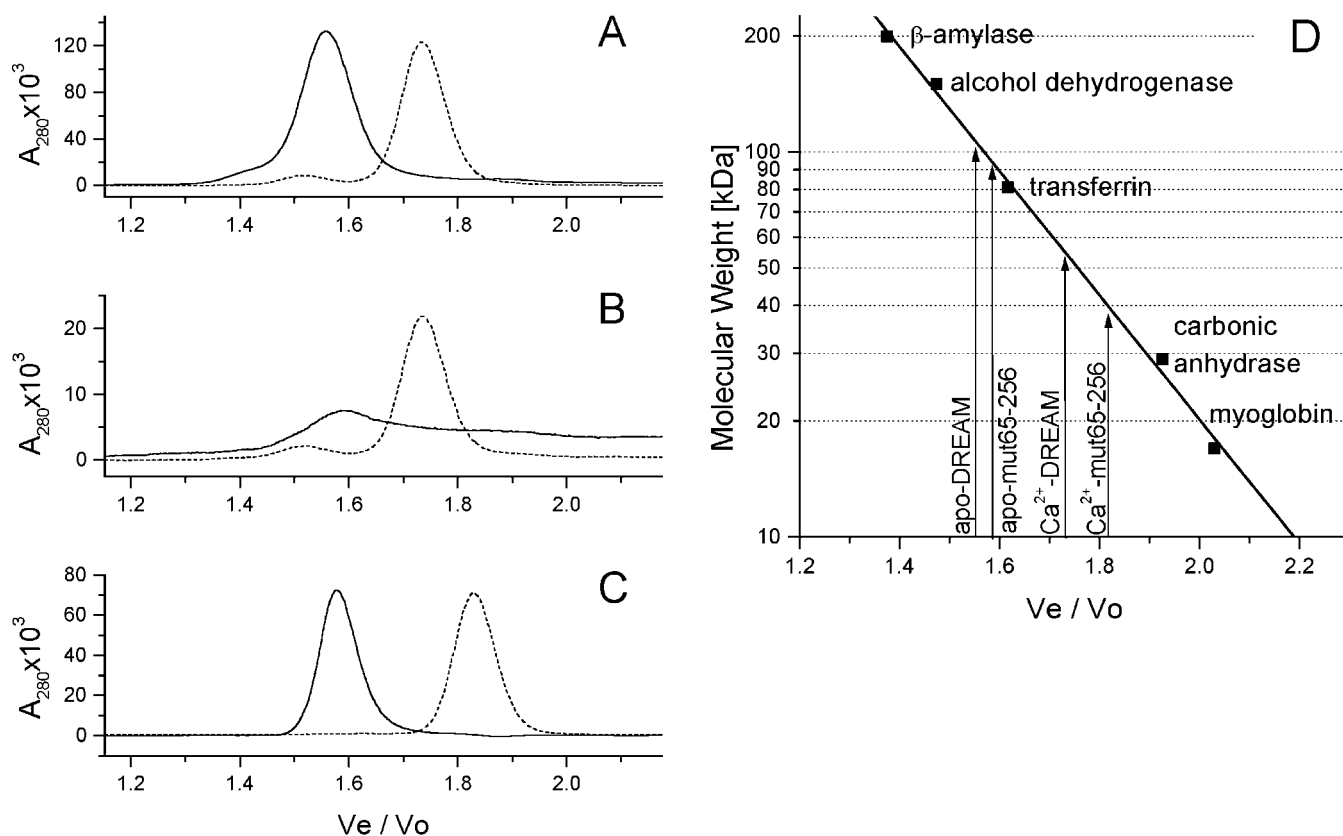 A
120
80
40
0
A₂₈₀x10³
1.2 1.4 1.6 1.8 2.0
B
20
10
0
A₂₈₀x10³
1.2 1.4 1.6 1.8 2.0
C
80
60
40
20
0
A₂₈₀x10³
1.2 1.4 1.6 1.8 2.0
Ve / Vo
D
200
100
90
80
70
60
50
40
30
20
10
Molecular Weight [kDa]
β-amylase
alcohol dehydrogenase
transferrin
carbonic
anhydrase
myoglobin
apo-DREAM
apo-mut65-256
Ca²⁺-DREAM
Ca²⁺-mut65-256
1.2 1.4 1.6 1.8 2.0 2.2
Ve / Vo